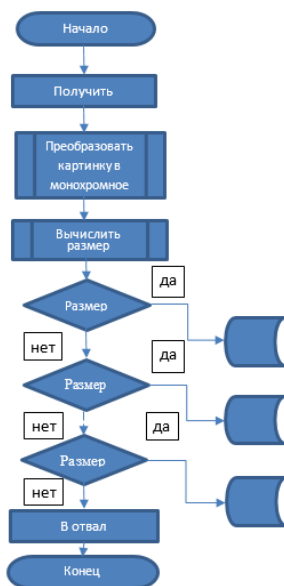 Начало
Получить
Преобразовать
картинку в
монохромное
Вычислить
размер
да
Размер
нет
да
Размер
нет
да
Размер
нет
В отвал
Конец